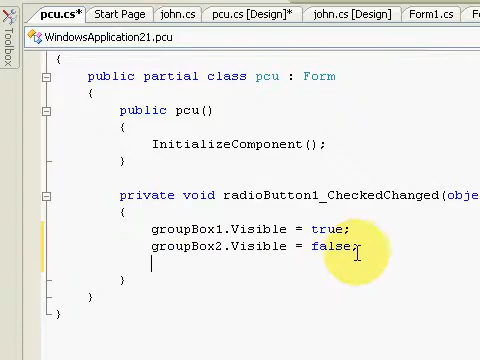 pcu.cs* Start Page john.cs pcu.cs [Design]* john.cs [Design] Form1.cs F
Toolbox
WindowsApplication21.pcu
{
public partial class pcu : Form
{
public pcu()
{
InitializeComponent();
}
private void radioButton1_CheckedChanged(obje
{
groupBox1.Visible = true;
groupBox2.Visible = false;
}
}
}